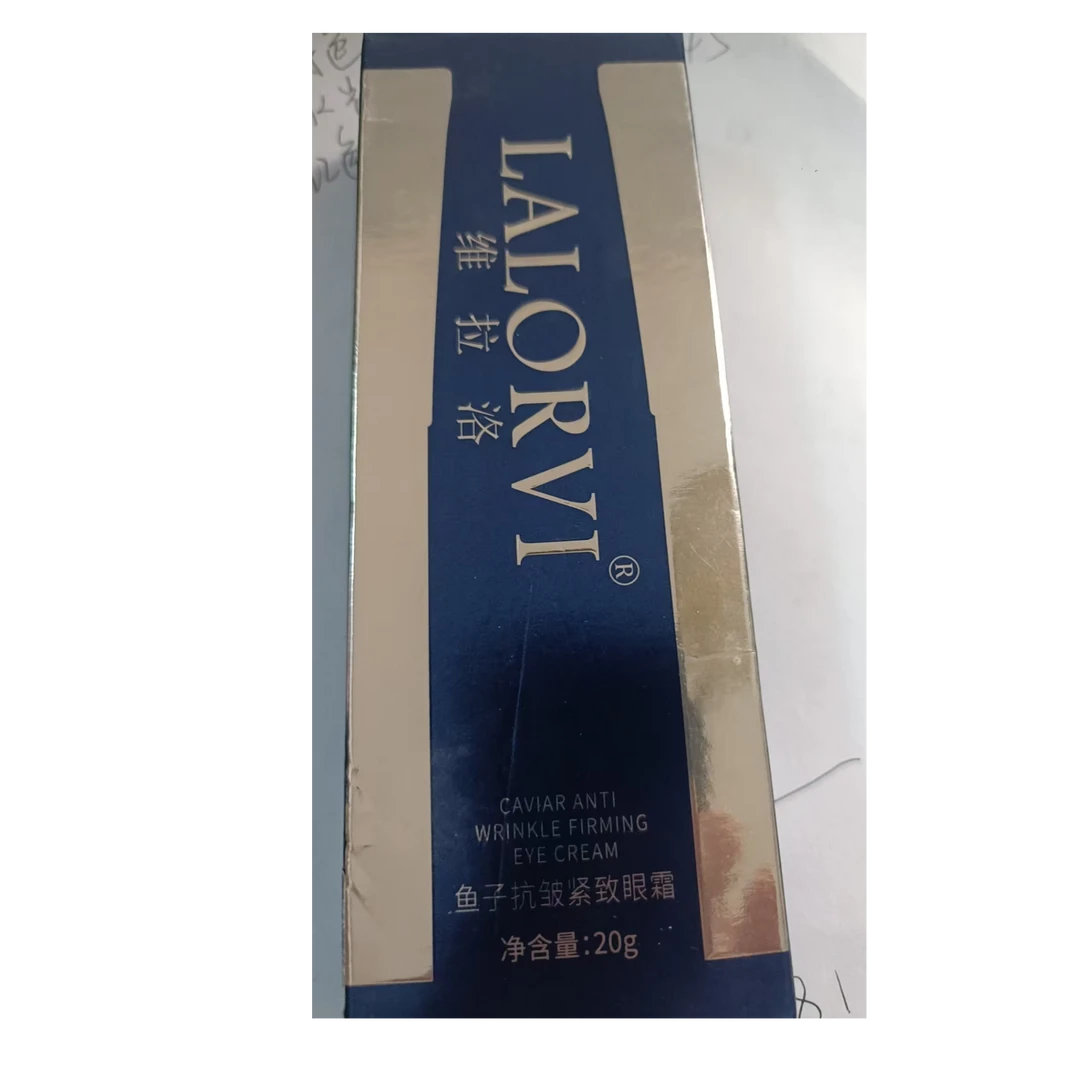 LALORVI®
维拉洛
CAVIAR ANTI
WRINKLE FIRMING
EYE CREAM
鱼子抗皱紧致眼霜
净含量:20g